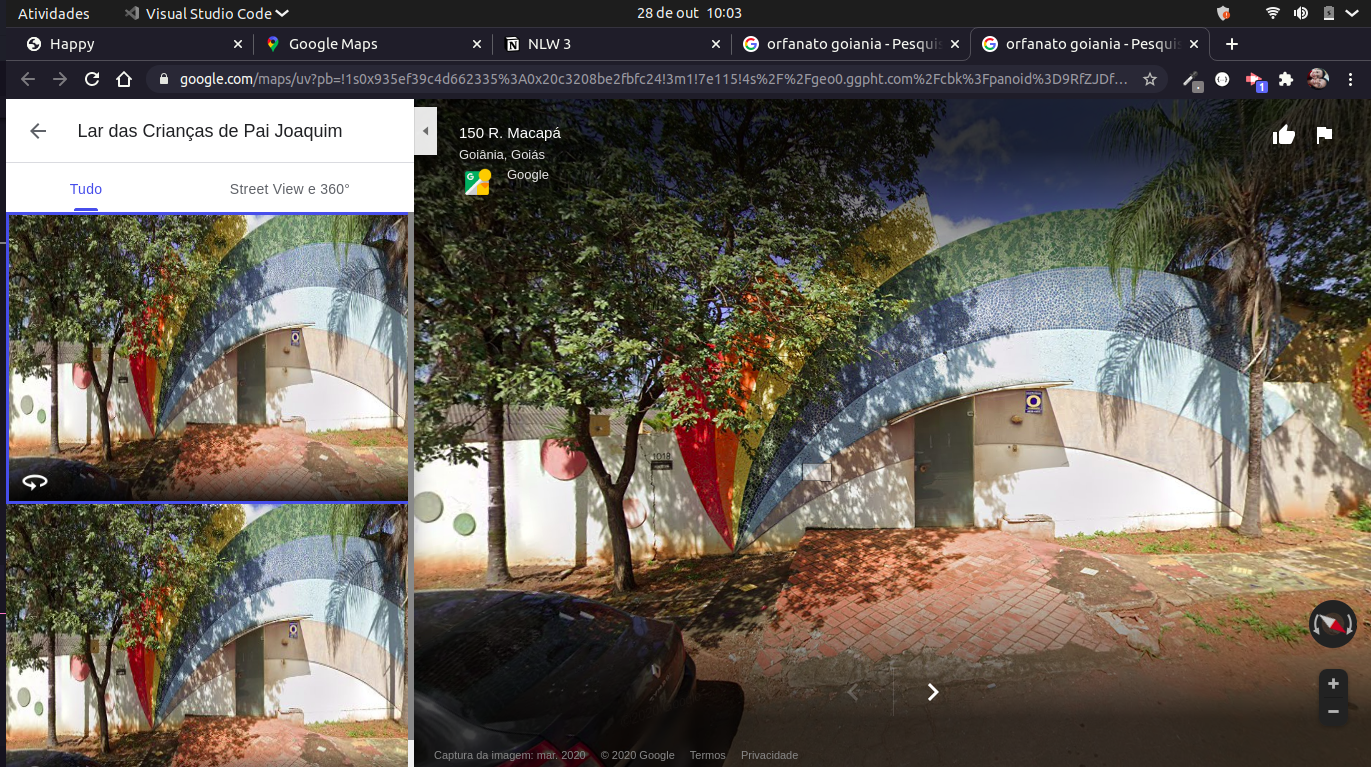 Atividades
Visual Studio Code
28 de out 10:03
Happy
Google Maps
NLW 3
orfanato goiania - Pesquis
orfanato goiania - Pesquis
google.com/maps/uv?pb=!1s0x935ef39c4d662335%3A0x20c3208be2fbfc24!3m1!7e115!4s%2F%2Fgeo0.ggpht.com%2Fcbk%3Fpanoid%3D9RfZJDf...
1
Lar das Crianças de Pai Joaquim
Tudo
Street View e 360°
150 R. Macapá
Goiânia, Goiás
Google
1018
Captura da imagem: mar. 2020 © 2020 Google Termos Privacidade